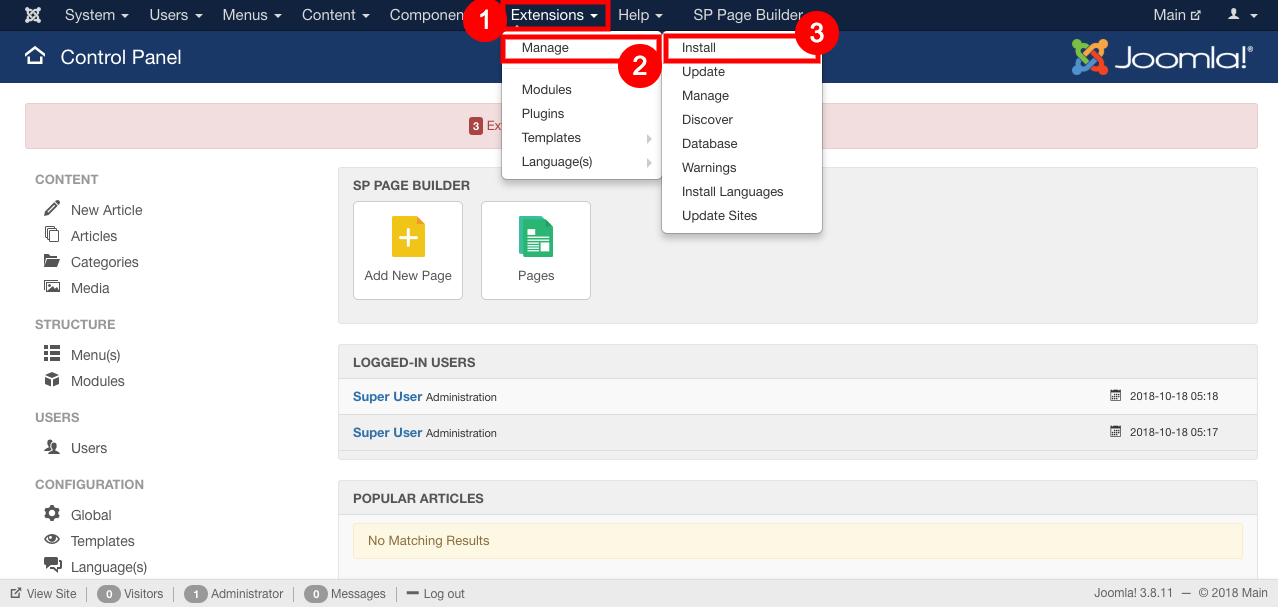 System Users Menus Content Componen Extensions Help SP Page Builder Main
1
Manage
2
Install
3
Control Panel
Joomla!®
Update
Manage
Discover
Database
Warnings
Install Languages
Update Sites
Modules
Plugins
Templates
Language(s)
3 Ex
CONTENT
New Article
Articles
Categories
Media
STRUCTURE
Menu(s)
Modules
USERS
Users
CONFIGURATION
Global
Templates
Language(s)
SP PAGE BUILDER
Add New Page
Pages
LOGGED-IN USERS
Super User Administration 2018-10-18 05:18
Super User Administration 2018-10-18 05:17
POPULAR ARTICLES
No Matching Results
View Site 0 Visitors 1 Administrator 0 Messages Log out Joomla! 3.8.11 — © 2018 Main